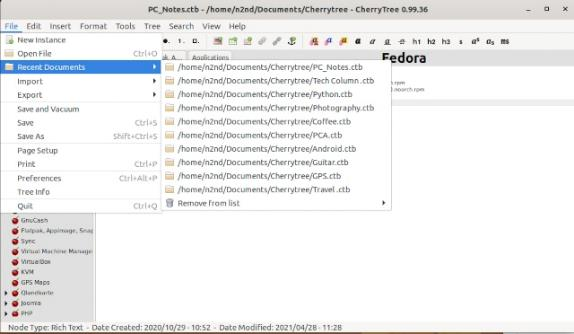 PC_Notes.ctb - /home/n2nd/Documents/Cherrytree - CherryTree 0.99.36
File Edit Insert Format Tools Tree Search View Help
New Instance
Open File Ctrl+O
Recent Documents
Import
Export
Save and Vacuum
Save Ctrl+S
Save As Shift+Ctrl+S
Page Setup
Print Ctrl+P
Preferences Ctrl+Alt+P
Tree Info
Quit Ctrl+Q
h1 h2 h3 s
Applications
Fedora
/home/n2nd/Documents/Cherrytree/PC_Notes.ctb
/home/n2nd/Documents/Cherrytree/Tech Column.ctb
/home/n2nd/Documents/Cherrytree/Python.ctb
/home/n2nd/Documents/Cherrytree/Photography.ctb
/home/n2nd/Documents/Cherrytree/Coffee.ctb
/home/n2nd/Documents/Cherrytree/PCA.ctb
/home/n2nd/Documents/Cherrytree/Android.ctb
/home/n2nd/Documents/Cherrytree/Guitar.ctb
/home/n2nd/Documents/Cherrytree/GPS.ctb
/home/n2nd/Documents/Cherrytree/Travel .ctb
Remove from list
.rpm
.noarch.rpm
GnuCash
Flatpak, Appimage, Snap
Sync
Virtual Machine Manage
VirtualBox
KVM
GPS Maps
Qlandkarte
Joomla
PHP
Node Type: Rich Text - Date Created: 2020/10/29 - 10:52 - Date Modified: 2021/04/28 - 11:28